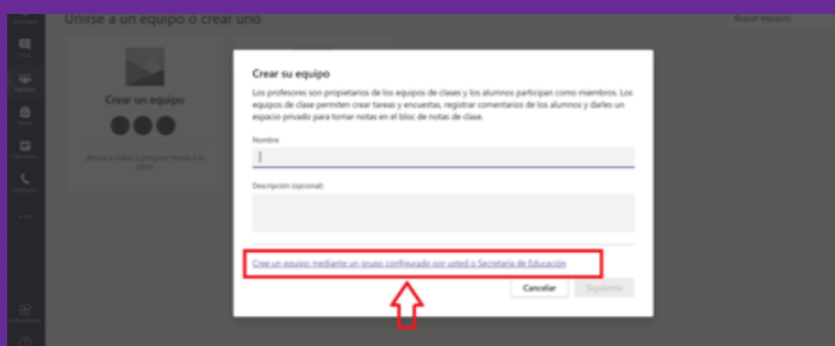 Unirse a un equipo o crear uno
Buscar equipos
Crear un equipo
Crear su equipo
Los profesores son propietarios de los equipos de clases y los alumnos participan como miembros. Los
equipos de clase permiten crear tareas y encuestas, registrar comentarios de los alumnos y darles un
espacio privado para tomar notas en el bloc de notas de clase.
Nombre
Descripción (opcional)
Cree un equipo mediante un grupo configurado por usted o Secretaría de Educación
Cancelar
Siguiente